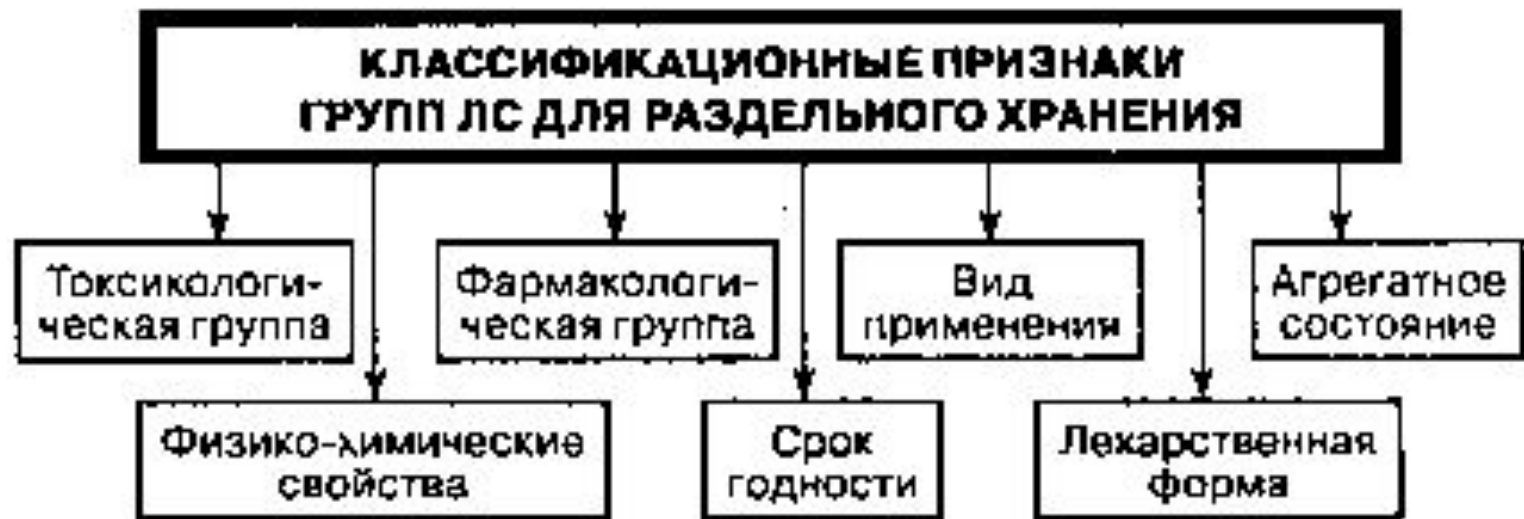 КЛАССИФИКАЦИОННЫЕ ПРИЗНАКИ
ГРУПП ЛС ДЛЯ РАЗДЕЛЬНОГО ХРАНЕНИЯ
Токсикологи-
ческая группа
Фармакологи-
ческая группа
Вид
применения
Агрегатное
состояние
Физико-химические
свойства
Срок
годности
Лекарственная
форма